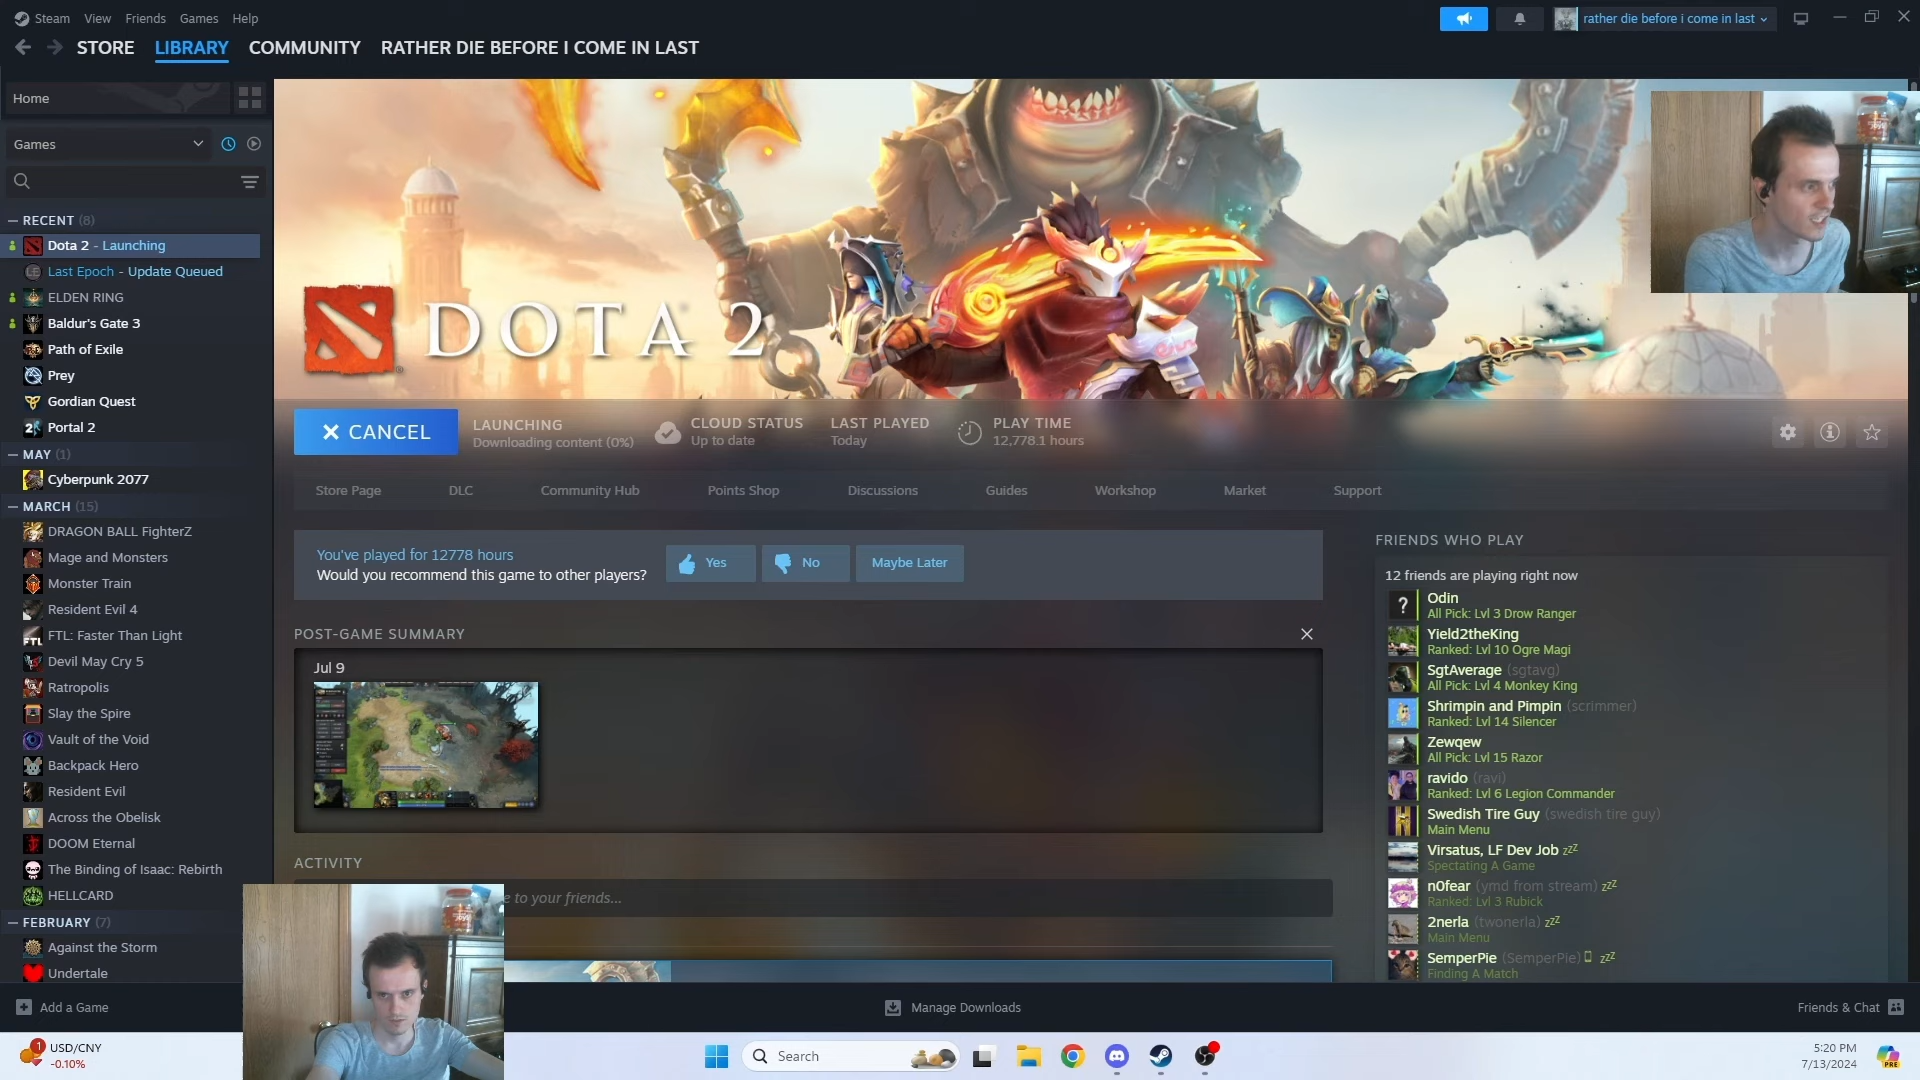 Steam View Friends Games Help
rather die before i come in last
STORE LIBRARY COMMUNITY RATHER DIE BEFORE I COME IN LAST
Home
Games
RECENT (8)
Dota 2 - Launching
Last Epoch - Update Queued
ELDEN RING
Baldur's Gate 3
Path of Exile
Prey
Gordian Quest
Portal 2
MAY (1)
Cyberpunk 2077
MARCH (15)
DRAGON BALL FighterZ
Mage and Monsters
Monster Train
Resident Evil 4
FTL: Faster Than Light
Devil May Cry 5
Ratropolis
Slay the Spire
Vault of the Void
Backpack Hero
Resident Evil
Across the Obelisk
DOOM Eternal
The Binding of Isaac: Rebirth
HELLCARD
FEBRUARY (7)
Against the Storm
Undertale
Add a Game
DOTA 2
CANCEL
LAUNCHING
Downloading content (0%)
CLOUD STATUS
Up to date
LAST PLAYED
Today
PLAY TIME
12,778.1 hours
Store Page DLC Community Hub Points Shop Discussions Guides Workshop Market Support
You've played for 12778 hours
Would you recommend this game to other players?
Yes
No
Maybe Later
POST-GAME SUMMARY
Jul 9
ACTIVITY
e to your friends...
FRIENDS WHO PLAY
12 friends are playing right now
?
Odin
All Pick: Lvl 3 Drow Ranger
Yield2theKing
Ranked: Lvl 10 Ogre Magi
SgtAverage (sgtavg)
All Pick: Lvl 4 Monkey King
Shrimpin and Pimpin (scrimmer)
Ranked: Lvl 14 Silencer
Zewqew
All Pick: Lvl 15 Razor
ravido (ravi)
Ranked: Lvl 6 Legion Commander
Swedish Tire Guy (swedish tire guy)
Main Menu
Virsatus, LF Dev Job zzZ
Spectating A Game
n0fear (ymd from stream) zzZ
Ranked: Lvl 3 Rubick
2nerla (twonerla) zzZ
Main Menu
SemperPie (SemperPie) zzZ
Finding A Match
Manage Downloads
Friends & Chat
1
USD/CNY
-0.10%
Search
5:20 PM
7/13/2024
PRE